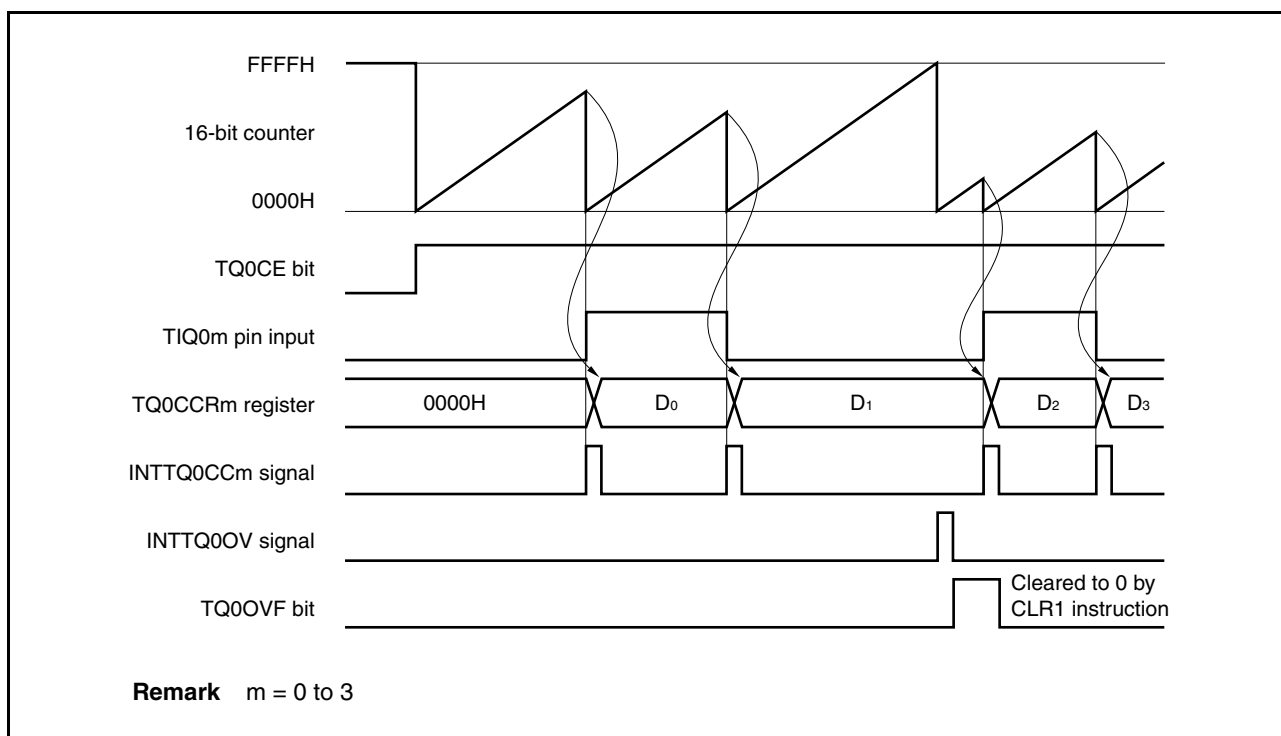 FFFFH
16-bit counter
0000H
TQ0CE bit
TIQ0m pin input
TQ0CCRm register
0000H D0 D1 D2 D3
INTTQ0CCm signal
INTTQ0OV signal
TQ0OVF bit
Cleared to 0 by
CLR1 instruction
Remark m = 0 to 3